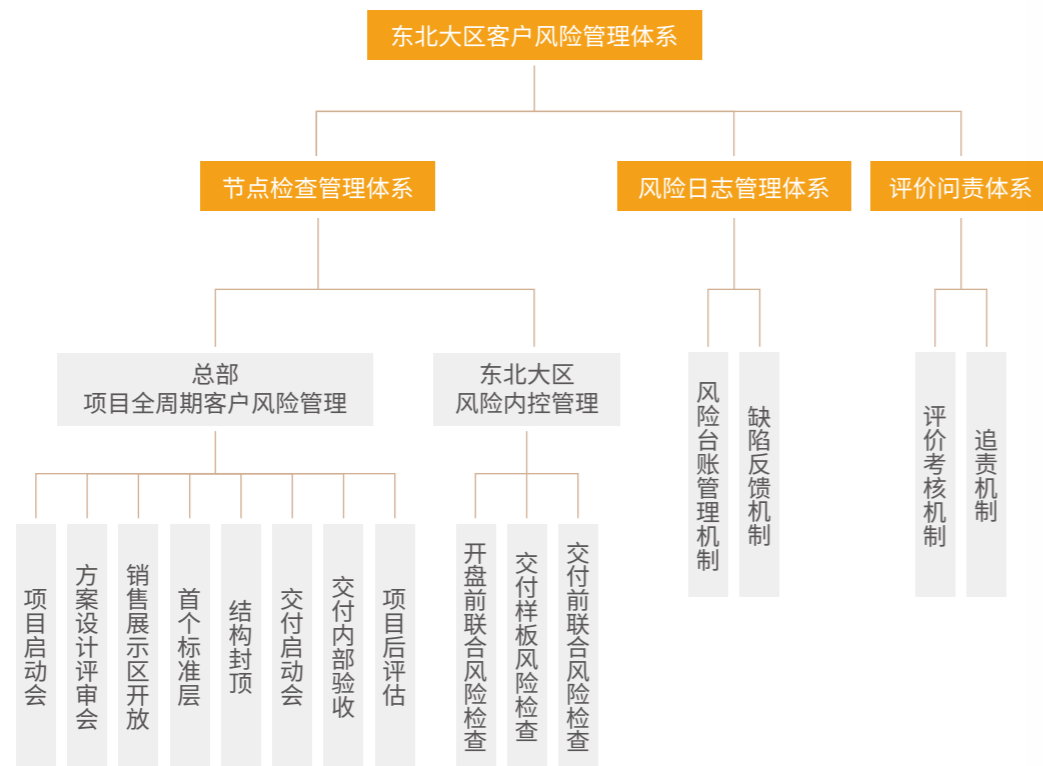 东北大区客户风险管理体系
节点检查管理体系
风险日志管理体系
评价问责体系
总部
项目全周期客户风险管理
东北大区
风险内控管理
风险台账管理机制
缺陷反馈机制
评价考核机制
追责机制
项目启动会
方案设计评审会
销售展示区开放
首个标准层
结构封顶
交付启动会
交付内部验收
项目后评估
开盘前联合风险检查
交付样板风险检查
交付前联合风险检查